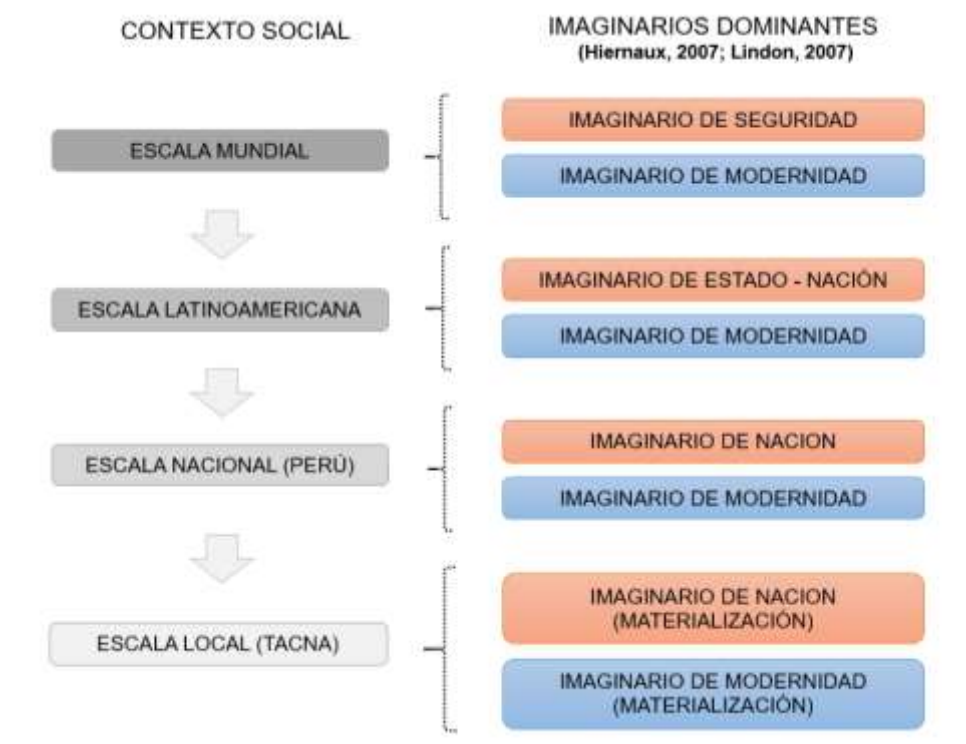 CONTEXTO SOCIAL
IMAGINARIOS DOMINANTES
(Hiernaux, 2007; Lindon, 2007)
ESCALA MUNDIAL
IMAGINARIO DE SEGURIDAD
IMAGINARIO DE MODERNIDAD
ESCALA LATINOAMERICANA
IMAGINARIO DE ESTADO - NACIÓN
IMAGINARIO DE MODERNIDAD
ESCALA NACIONAL (PERÚ)
IMAGINARIO DE NACION
IMAGINARIO DE MODERNIDAD
ESCALA LOCAL (TACNA)
IMAGINARIO DE NACION
(MATERIALIZACIÓN)
IMAGINARIO DE MODERNIDAD
(MATERIALIZACIÓN)